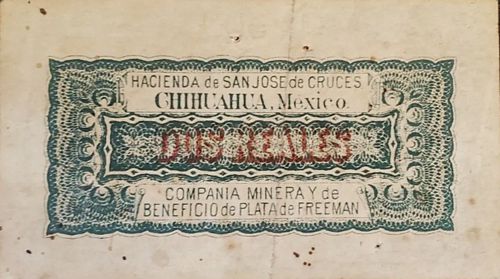 HACIENDA de SAN JOSE de CRUCES
CHIHUAHUA, Mexico.
DOS REALES
COMPANIA MINERA Y de
BENEFICIO de PLATA de FREEMAN